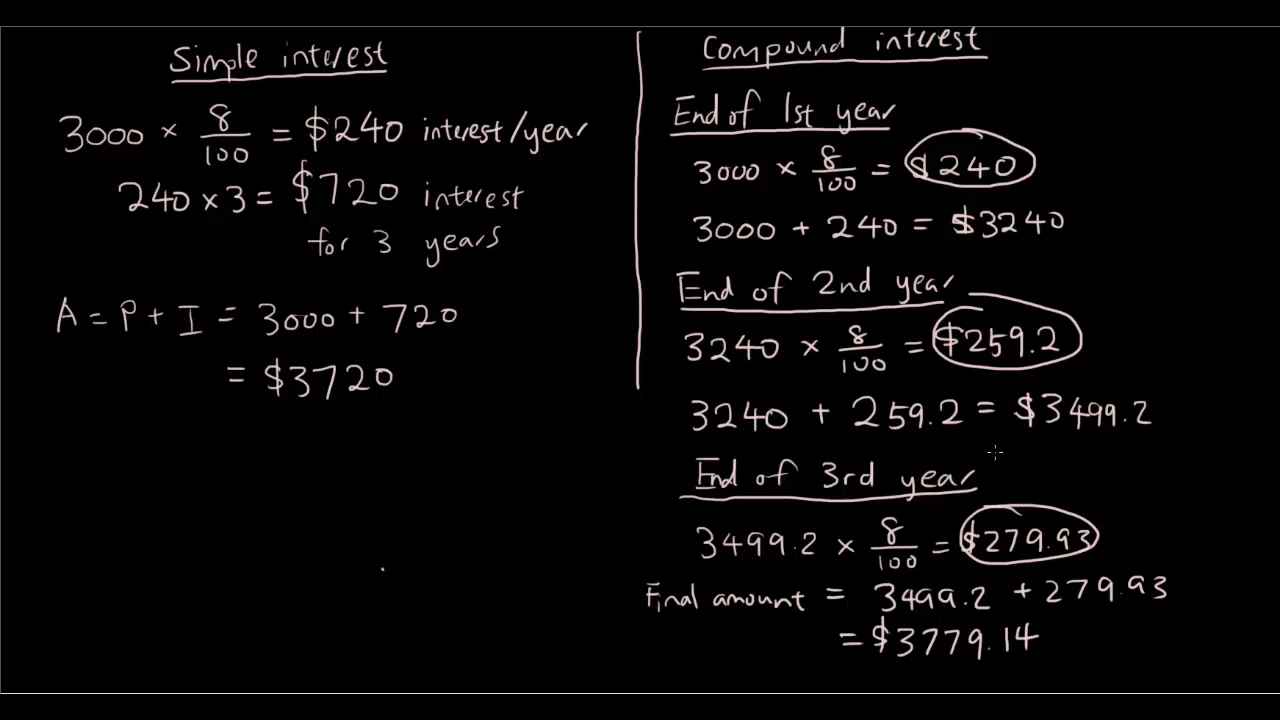 Simple interest
3000 × 8/100 = $240 interest/year
240 × 3 = $720 interest
for 3 years
A = P + I = 3000 + 720
= $3720
Compound interest
End of 1st year
3000 × 8/100 = $240
3000 + 240 = $3240
End of 2nd year
3240 × 8/100 = $259.2
3240 + 259.2 = $3499.2
End of 3rd year
3499.2 × 8/100 = $279.93
Final amount = 3499.2 + 279.93
= $3779.14